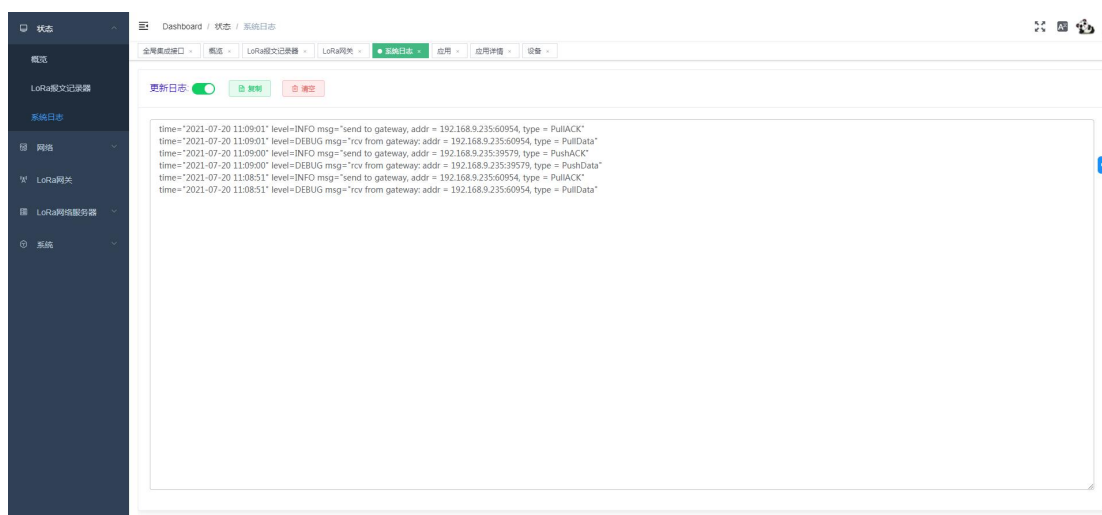 状态
Dashboard / 状态 / 系统日志
全局集成接口 × 概览 × LoRa报文记录器 × LoRa网关 × 系统日志 × 应用 × 应用详情 × 设备 ×
概览
LoRa报文记录器
系统日志
网络
LoRa网关
LoRa网络服务器
系统
更新日志: 复制 清空
time="2021-07-20 11:09:01" level=INFO msg="send to gateway, addr = 192.168.9.235:60954, type = PullACK"
time="2021-07-20 11:09:01" level=DEBUG msg="rcv from gateway: addr = 192.168.9.235:60954, type = PullData"
time="2021-07-20 11:09:00" level=INFO msg="send to gateway, addr = 192.168.9.235:39579, type = PushACK"
time="2021-07-20 11:09:00" level=DEBUG msg="rcv from gateway: addr = 192.168.9.235:39579, type = PushData"
time="2021-07-20 11:08:51" level=INFO msg="send to gateway, addr = 192.168.9.235:60954, type = PullACK"
time="2021-07-20 11:08:51" level=DEBUG msg="rcv from gateway: addr = 192.168.9.235:60954, type = PullData"